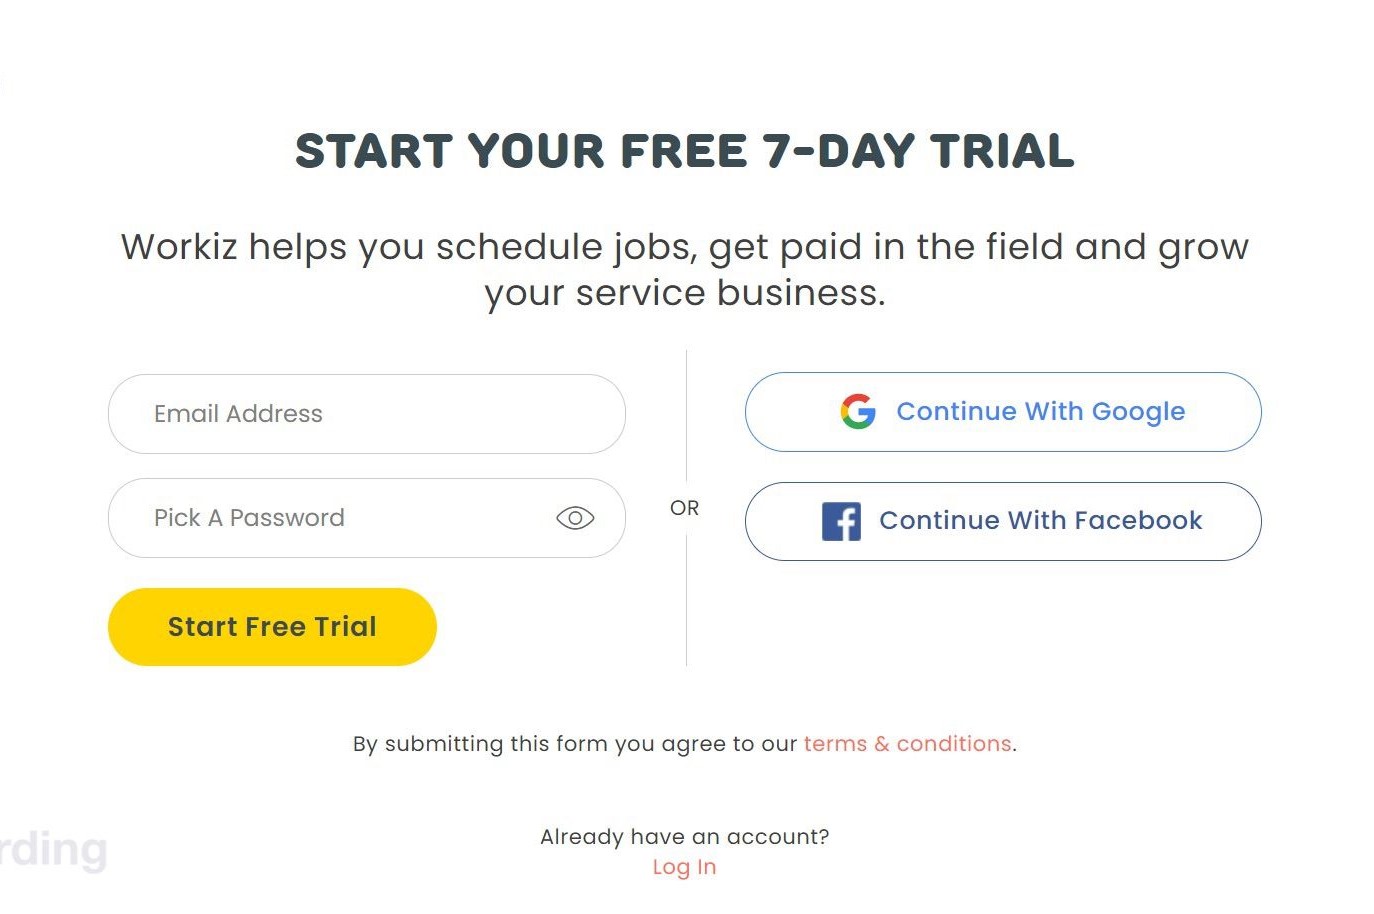 START YOUR FREE 7-DAY TRIAL
Workiz helps you schedule jobs, get paid in the field and grow
your service business.
Email Address
Pick A Password
Start Free Trial
OR
Continue With Google
Continue With Facebook
By submitting this form you agree to our terms & conditions.
Already have an account?
Log In
rding